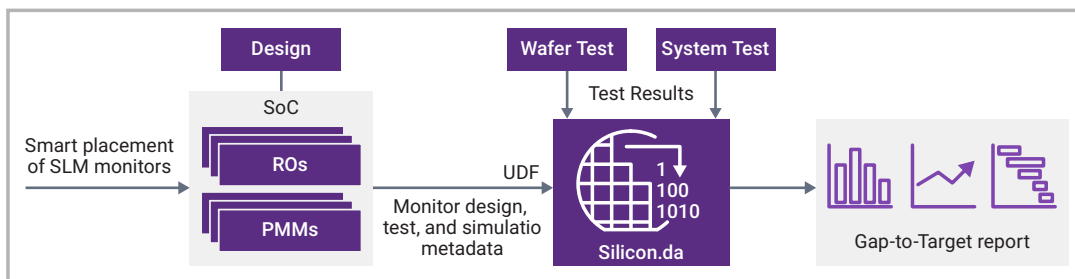 Design
Wafer Test
System Test
SoC
Test Results
Smart placement
of SLM monitors
ROs
PMMs
UDF
Monitor design,
test, and simulatio
metadata
1
100
1010
Silicon.da
Gap-to-Target report